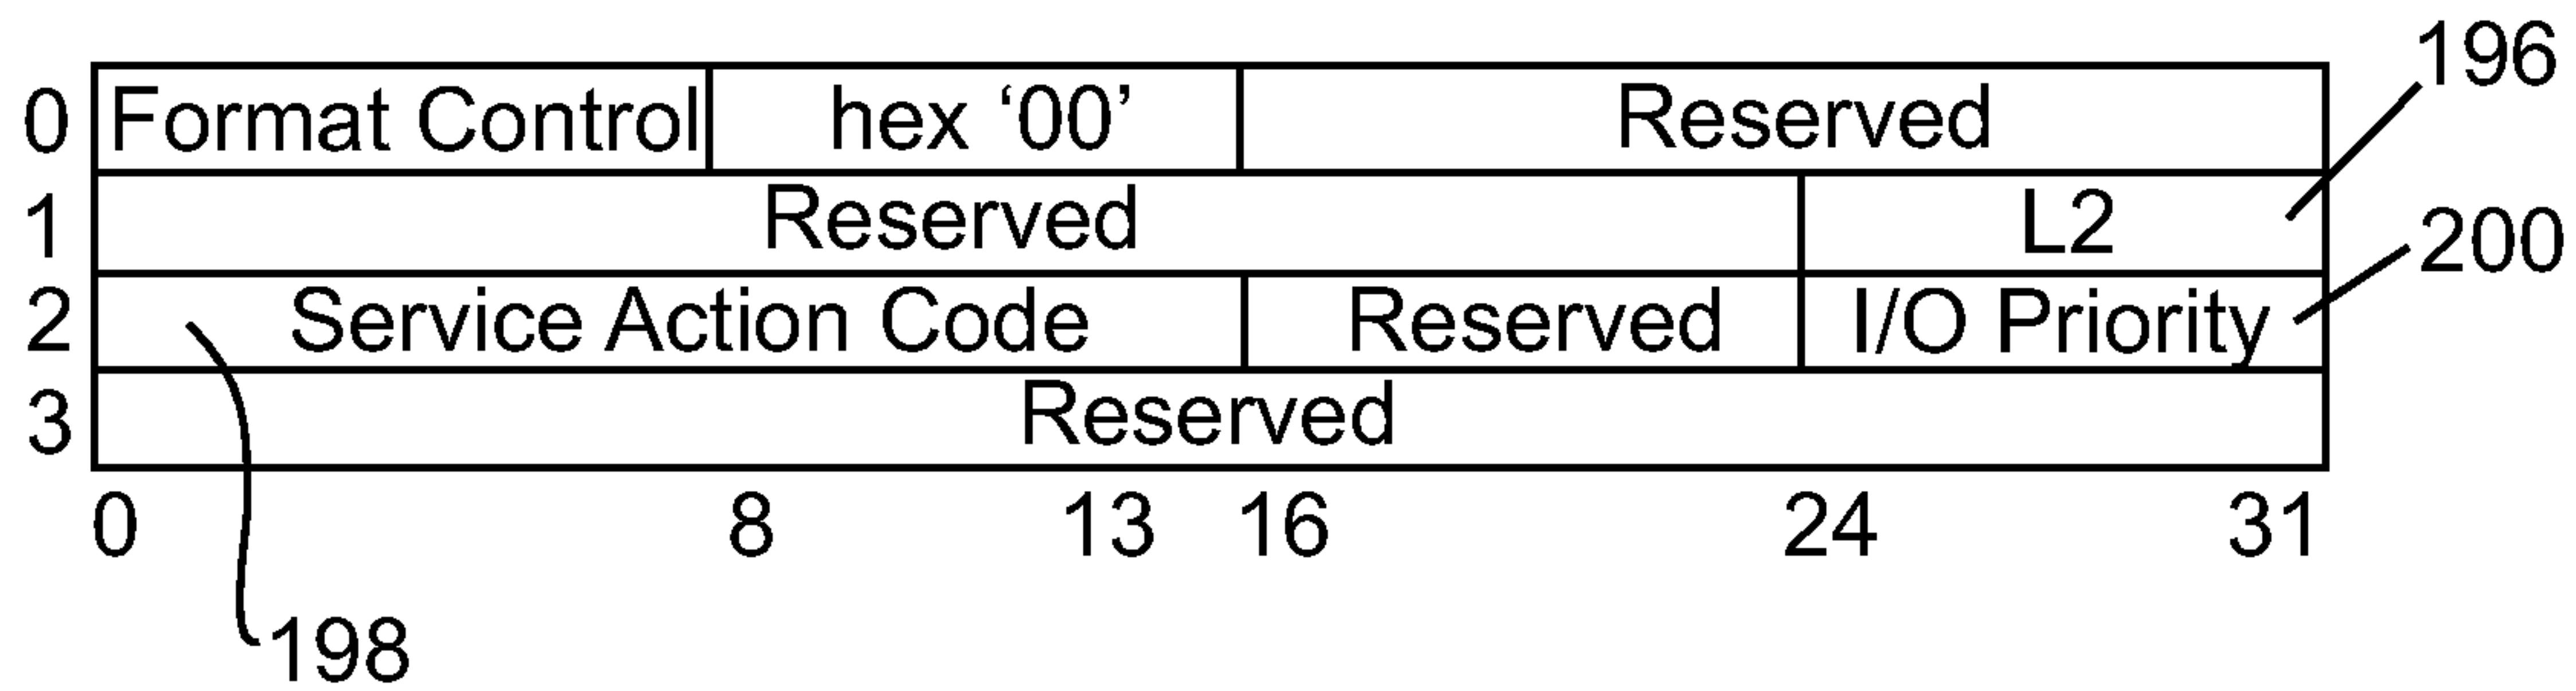 196
0 Format Control hex ‘00’ Reserved
1 Reserved L2
200
2 Service Action Code Reserved I/O Priority
3 Reserved
0 8 13 16 24 31
198